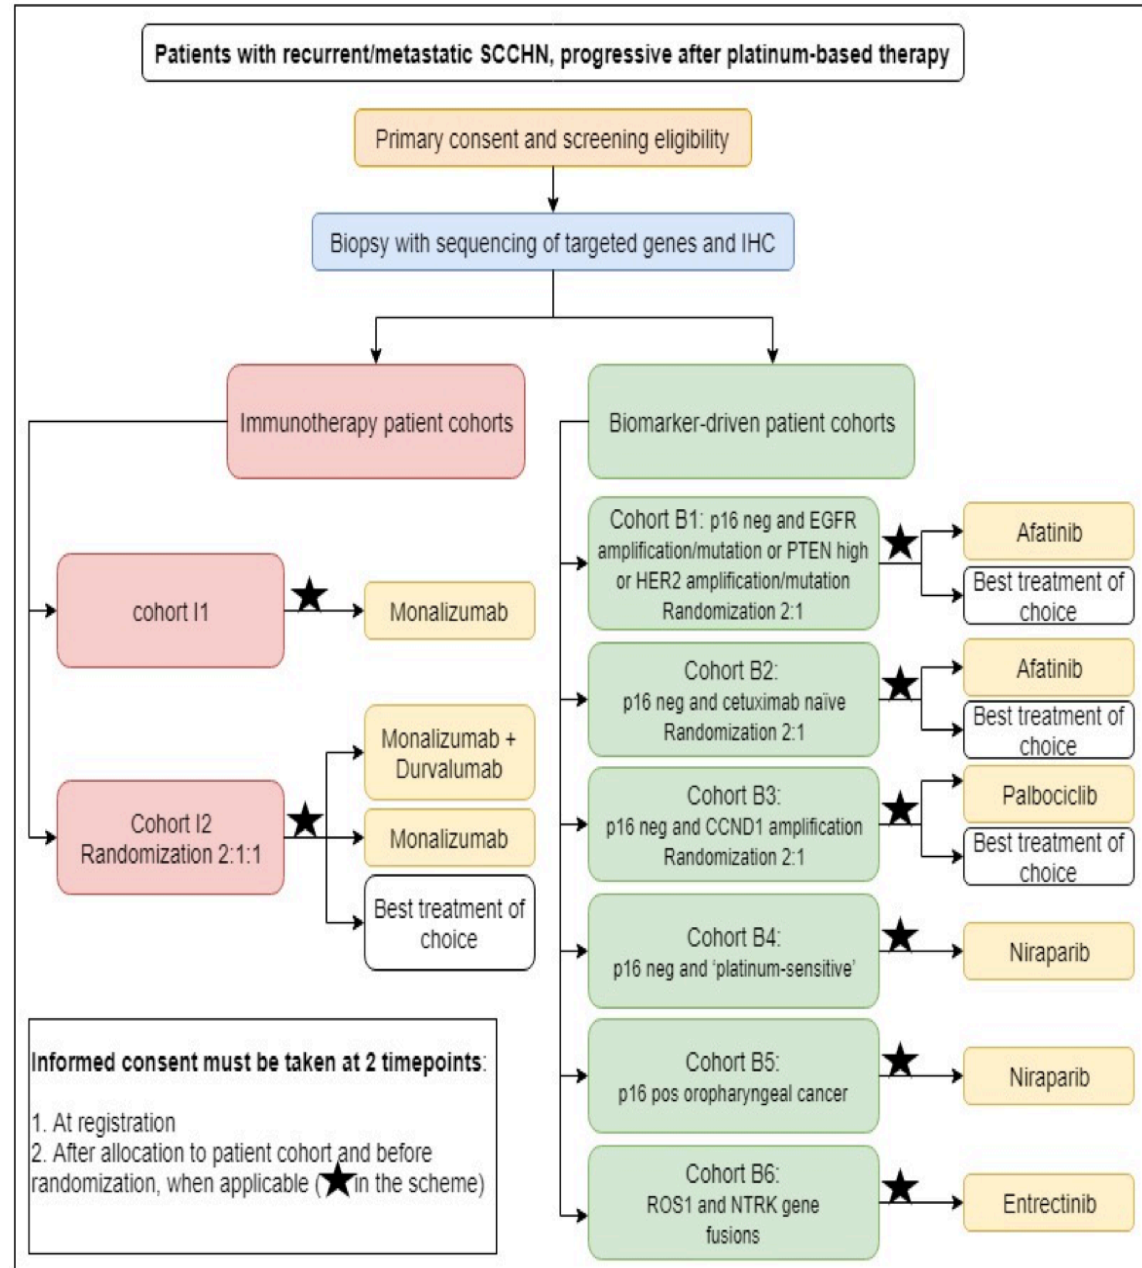 Patients with recurrent/metastatic SCCHN, progressive after platinum-based therapy
Primary consent and screening eligibility
Biopsy with sequencing of targeted genes and IHC
Immunotherapy patient cohorts
cohort I1
Monalizumab
Cohort I2
Randomization 2:1:1
Monalizumab +
Durvalumab
Monalizumab
Best treatment of
choice
Biomarker-driven patient cohorts
Cohort B1: p16 neg and EGFR
amplification/mutation or PTEN high
or HER2 amplification/mutation
Randomization 2:1
Afatinib
Best treatment of
choice
Cohort B2:
p16 neg and cetuximab naïve
Randomization 2:1
Afatinib
Best treatment of
choice
Cohort B3:
p16 neg and CCND1 amplification
Randomization 2:1
Palbociclib
Best treatment of
choice
Cohort B4:
p16 neg and ‘platinum-sensitive’
Niraparib
Cohort B5:
p16 pos oropharyngeal cancer
Niraparib
Cohort B6:
ROS1 and NTRK gene
fusions
Entrectinib
Informed consent must be taken at 2 timepoints:
1. At registration
2. After allocation to patient cohort and before
randomization, when applicable (★in the scheme)